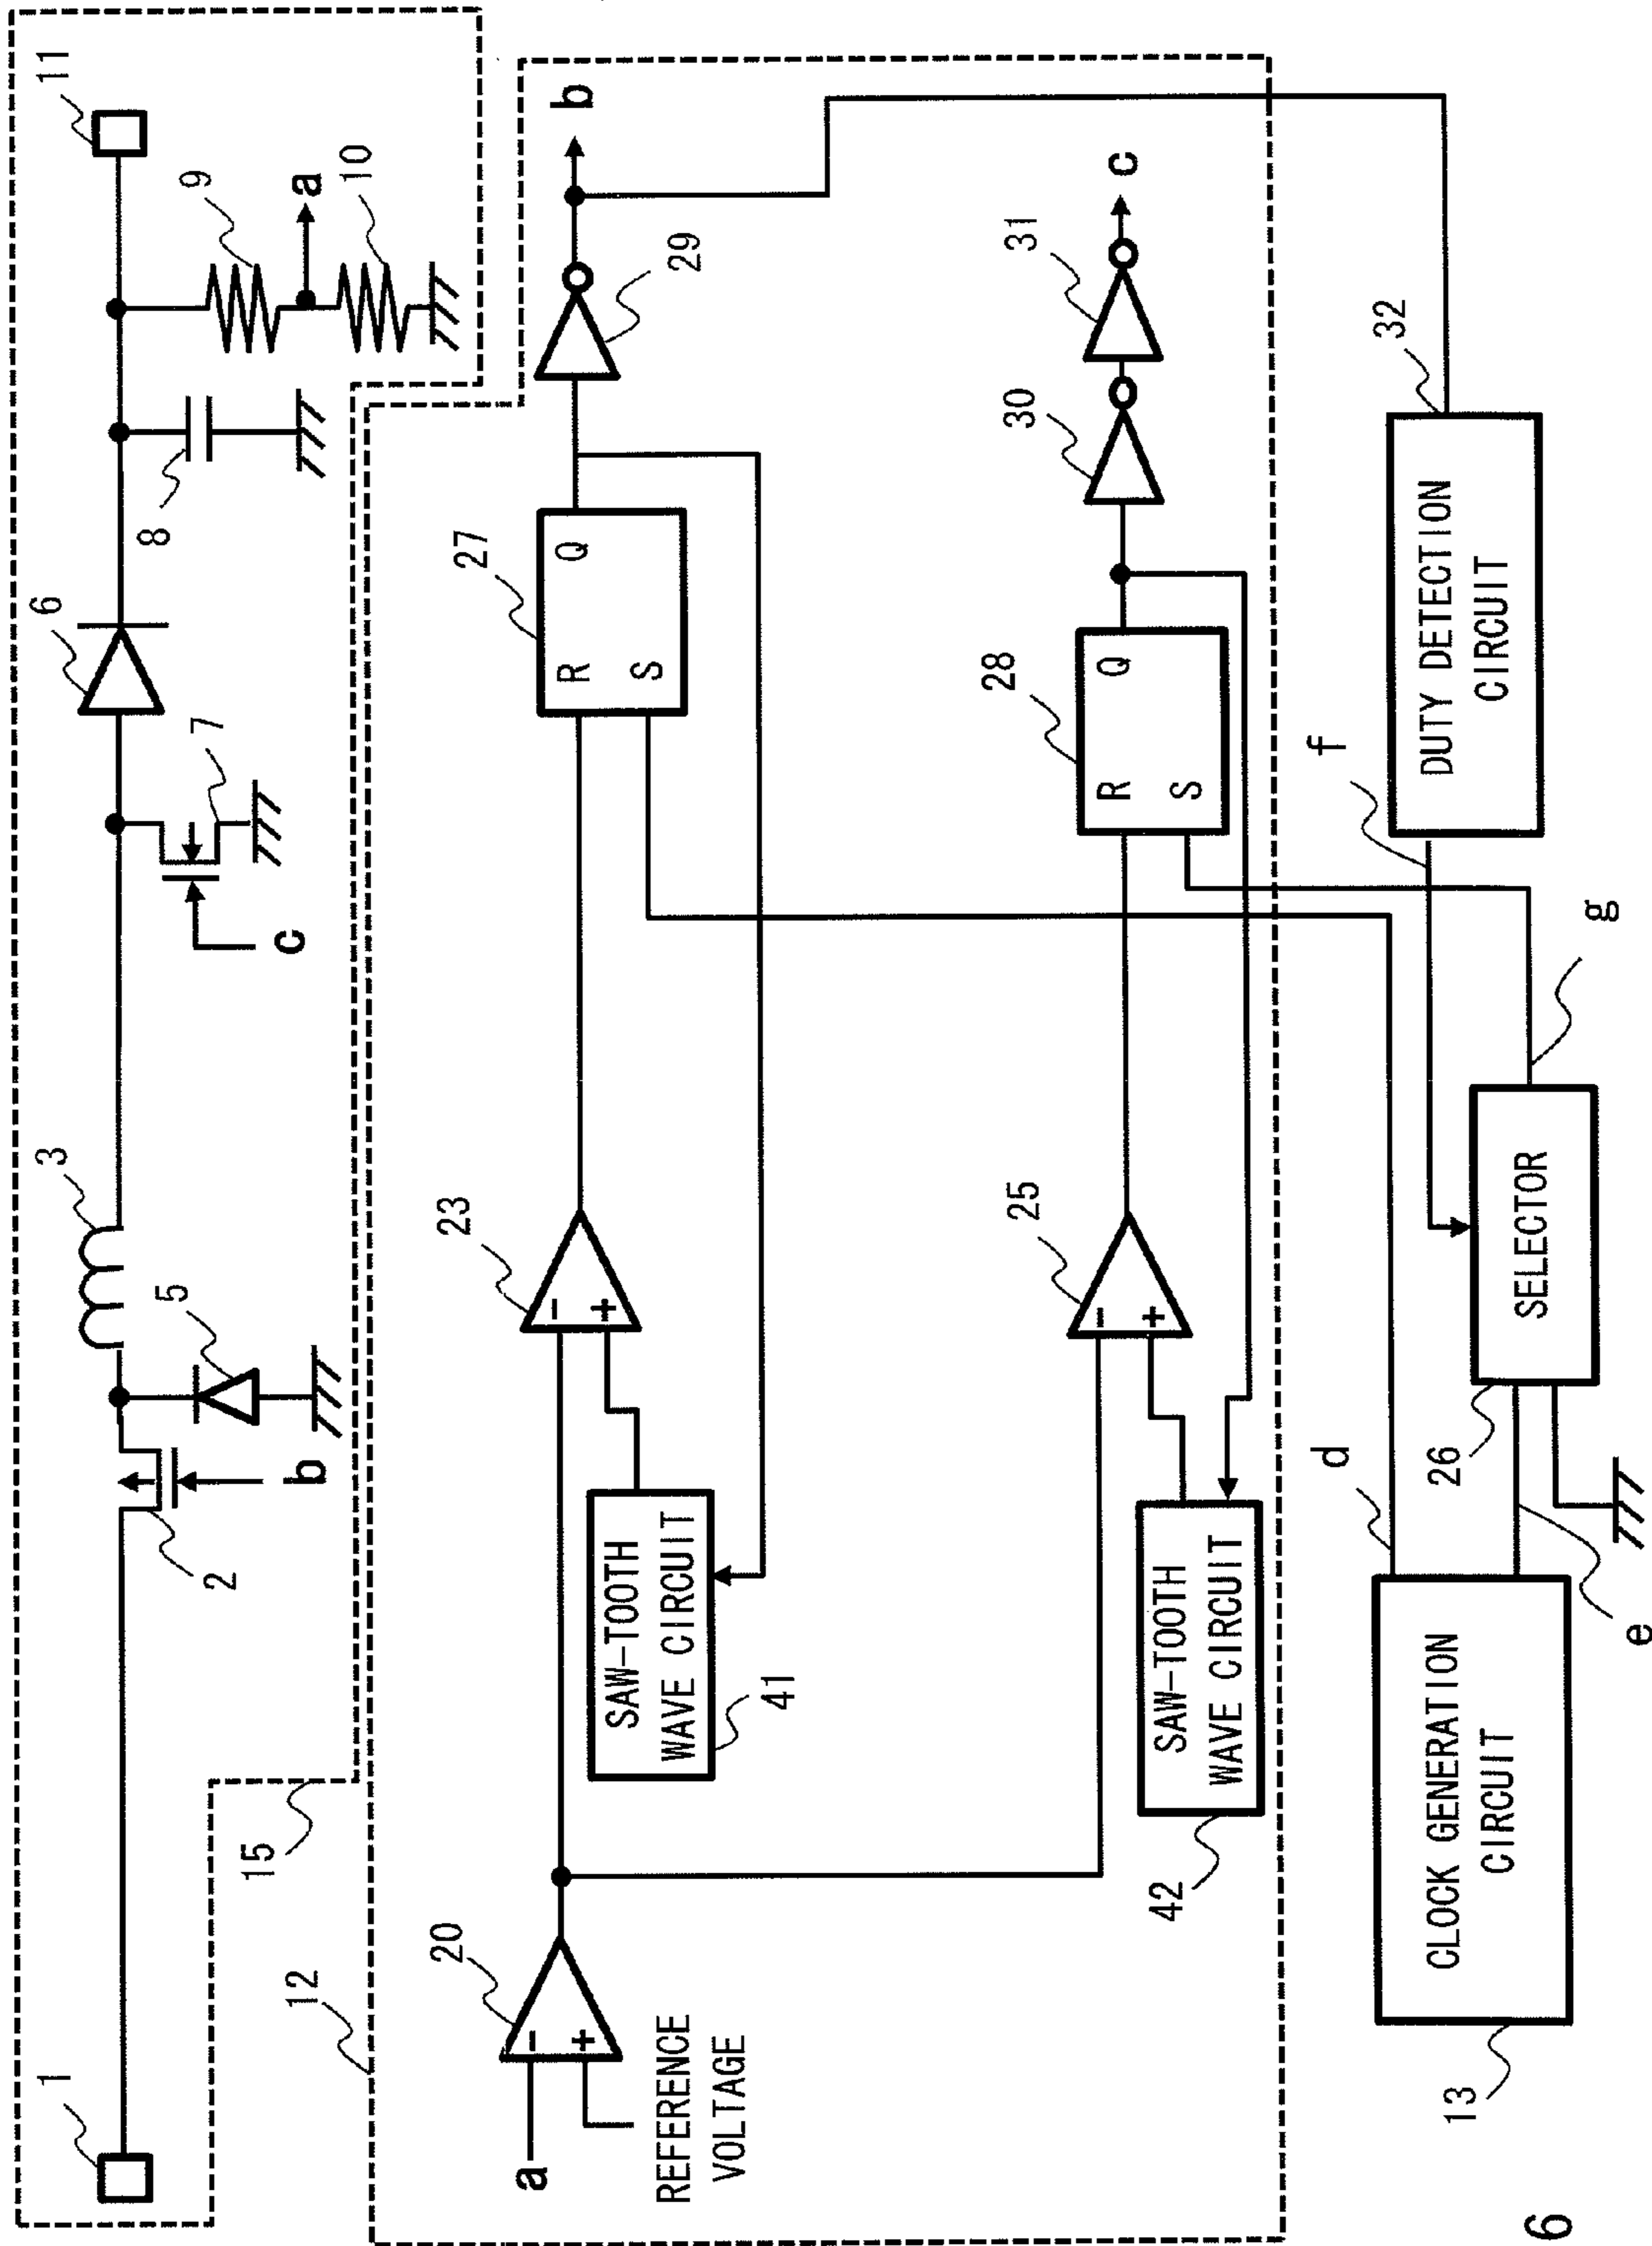 1
2
3
5
6
7
8
9
10
11
a
b
c
15
12
a
REFERENCE
VOLTAGE
20
-
+
SAW-TOOTH
WAVE CIRCUIT
41
23
-
+
27
R
S
Q
29
b
SAW-TOOTH
WAVE CIRCUIT
42
25
-
+
28
R
S
Q
30
31
c
CLOCK GENERATION
CIRCUIT
13
d
e
26
SELECTOR
g
f
DUTY DETECTION
CIRCUIT
32
6